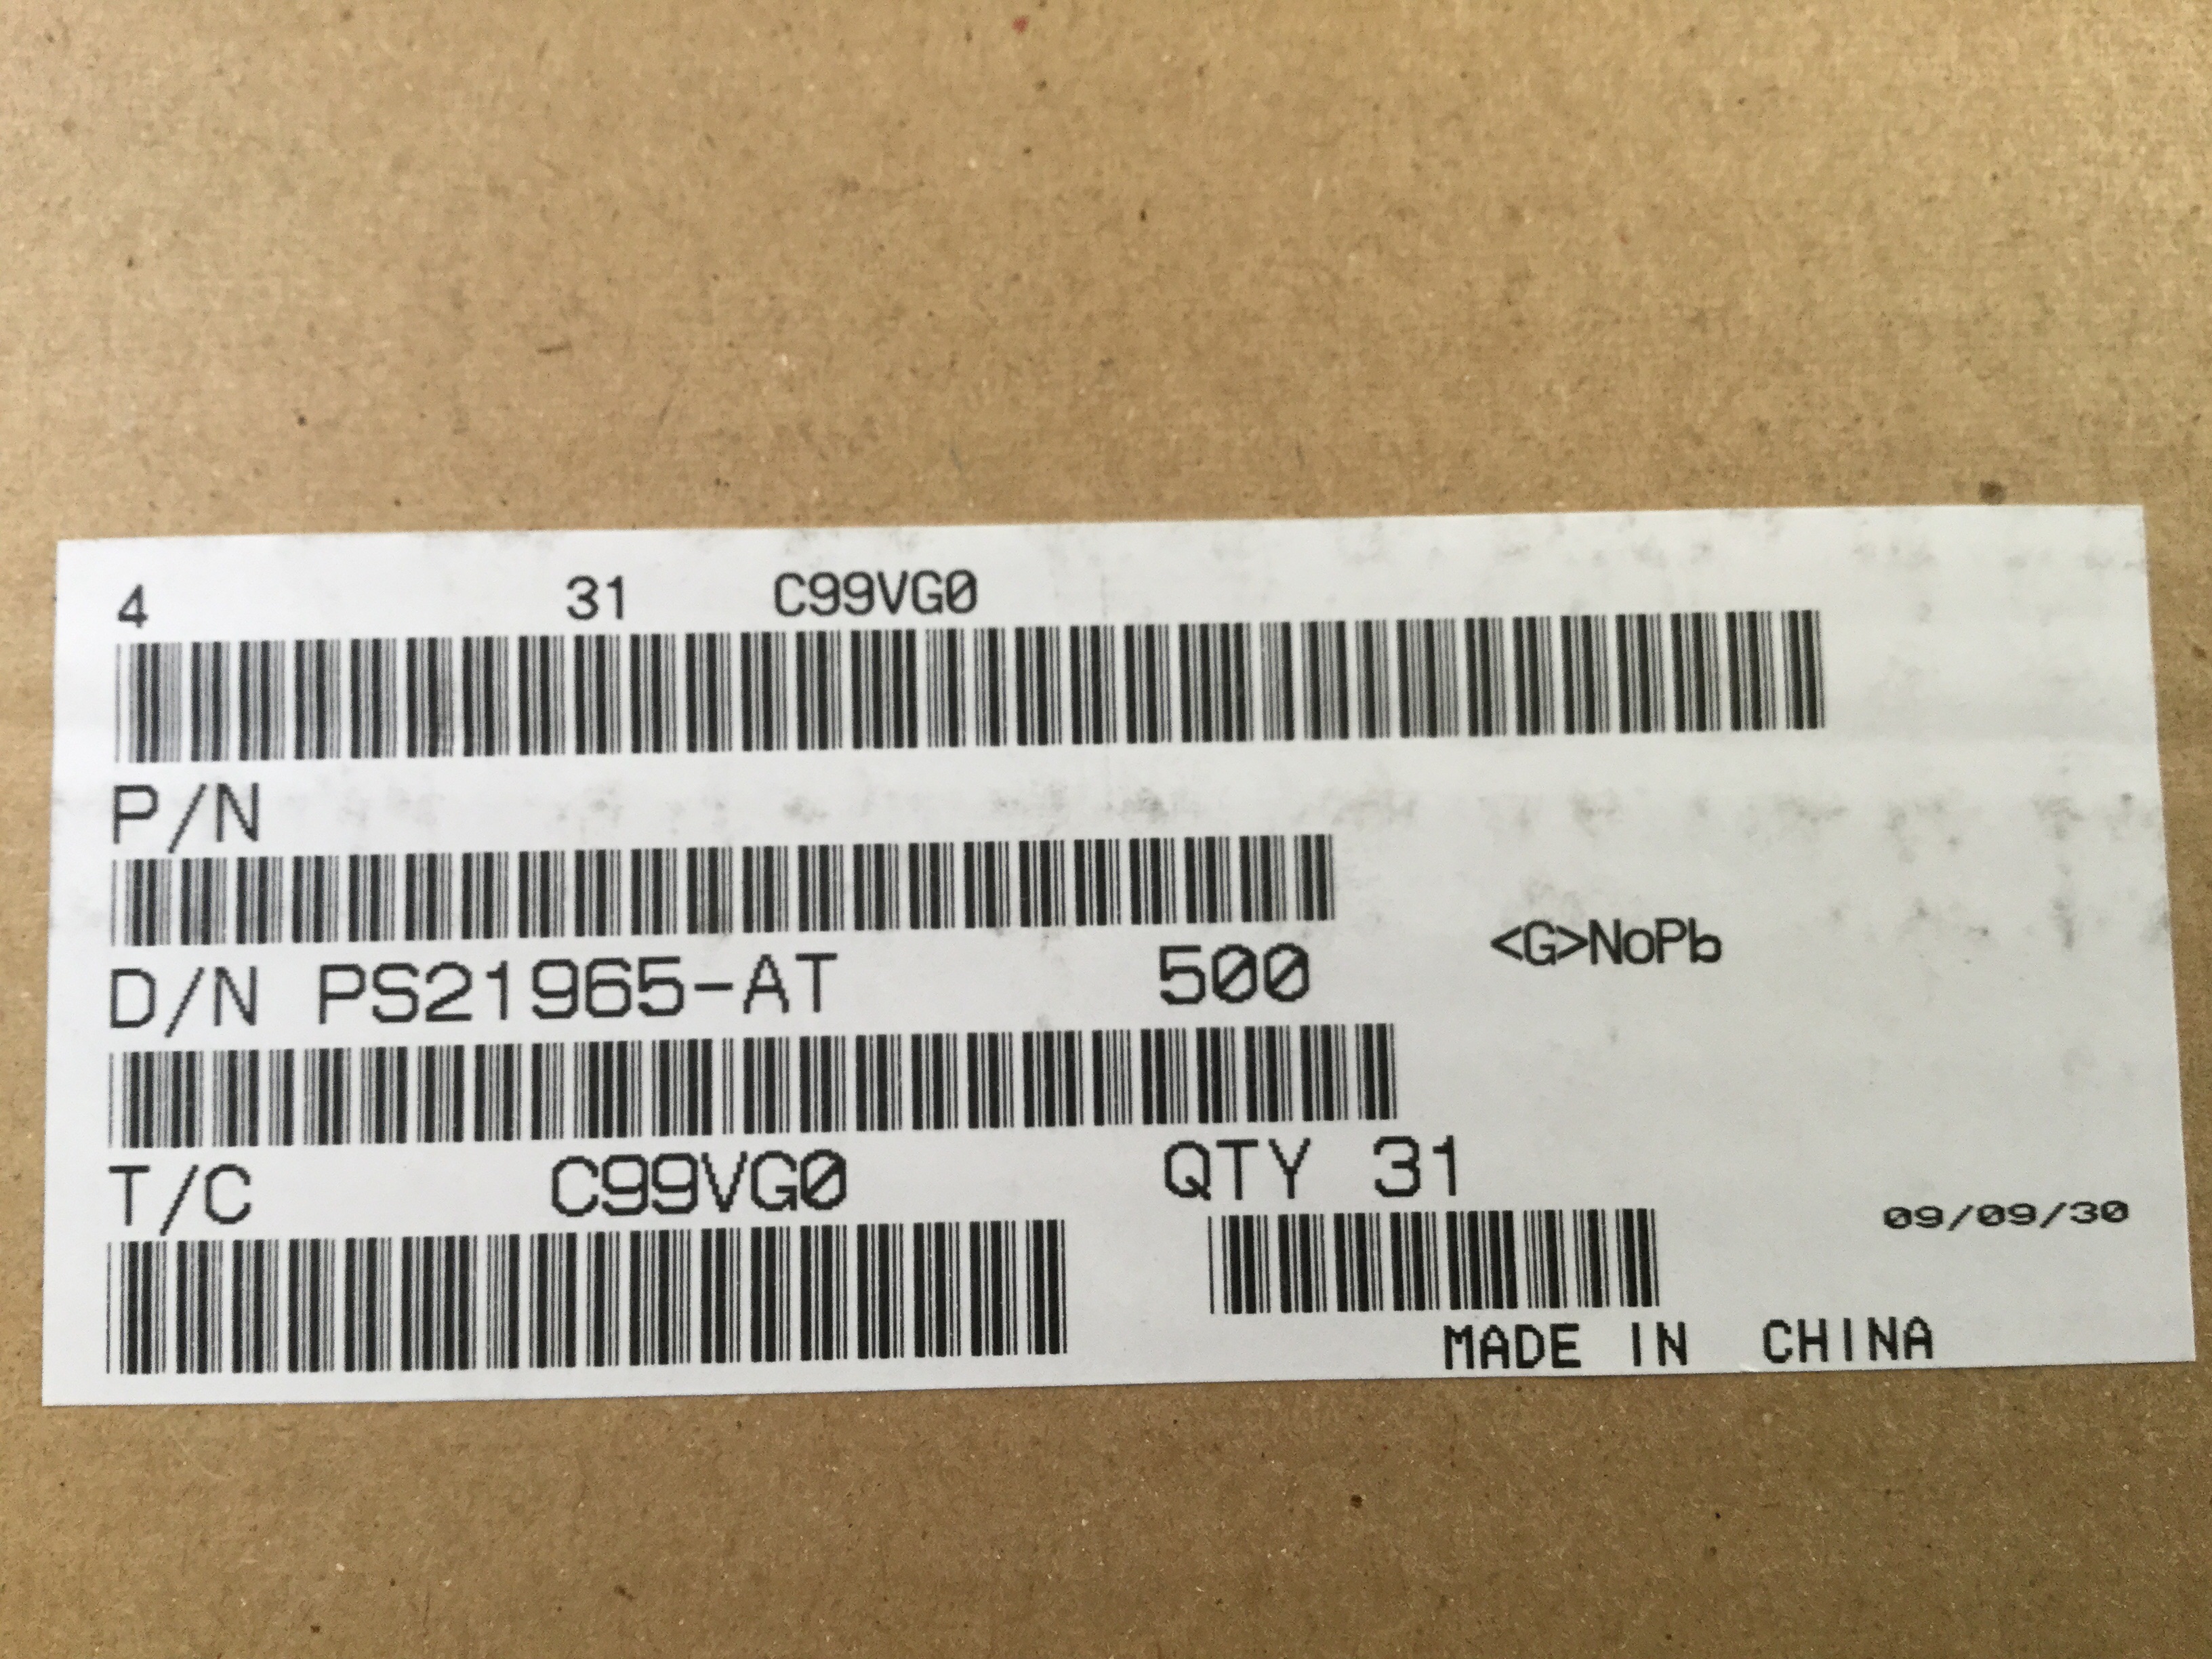 4 31 C99VG0
P/N
D/N PS21965-AT 500
<G>NoPb
T/C C99VG0 QTY 31
09/09/30
MADE IN CHINA